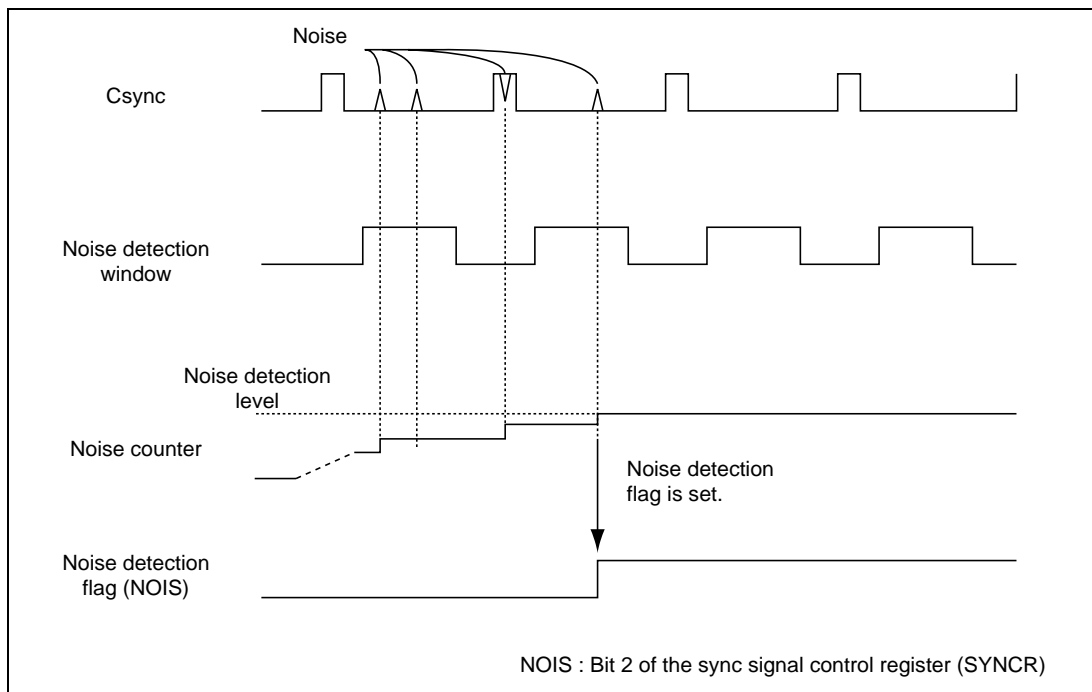 Noise
Csync
Noise detection
window
Noise detection
level
Noise counter
Noise detection
flag is set.
Noise detection
flag (NOIS)
NOIS : Bit 2 of the sync signal control register (SYNCR)